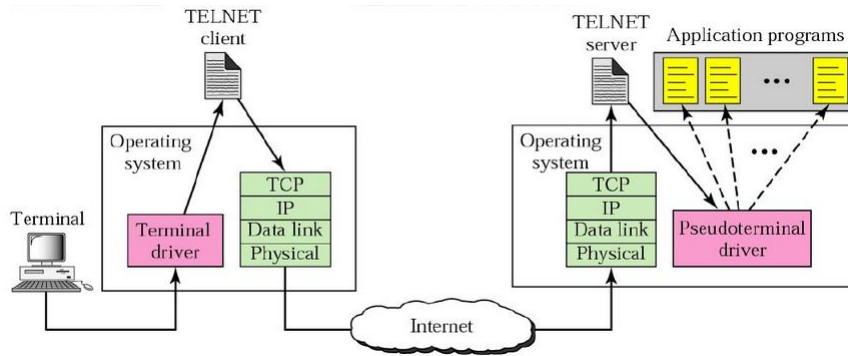 TELNET
client
Operating
system
TCP
IP
Data link
Physical
Terminal
driver
Terminal
Internet
TELNET
server
Application programs
...
Operating
system
...
TCP
IP
Data link
Physical
Pseudoterminal
driver